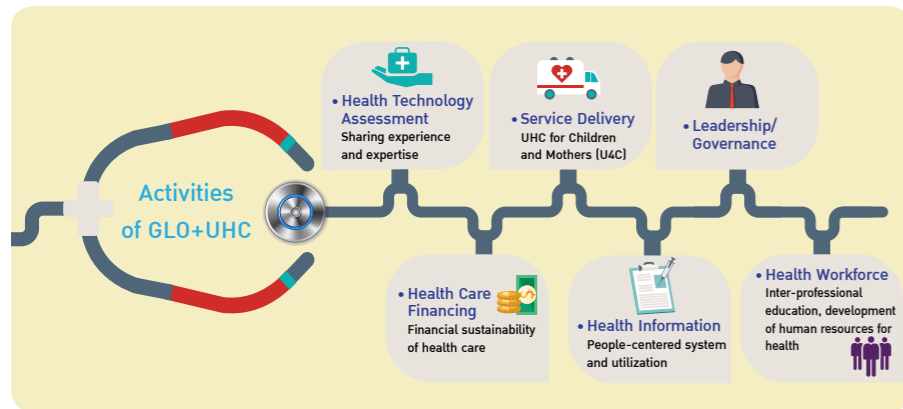 Activities
of GLO+UHC
• Health Technology
Assessment
Sharing experience
and expertise
• Service Delivery
UHC for Children
and Mothers (U4C)
• Leadership/
Governance
• Health Care
Financing
Financial sustainability
of health care
• Health Information
People-centered system
and utilization
• Health Workforce
Inter-professional
education, development
of human resources for
health